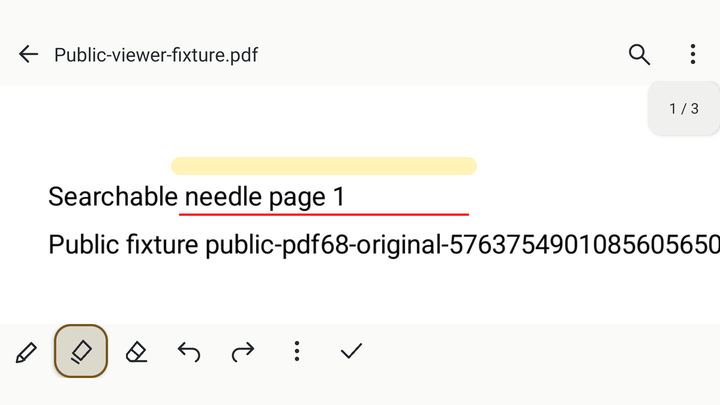 Public-viewer-fixture.pdf
1 / 3
Searchable needle page 1
Public fixture public-pdf68-original-5763754901085605650